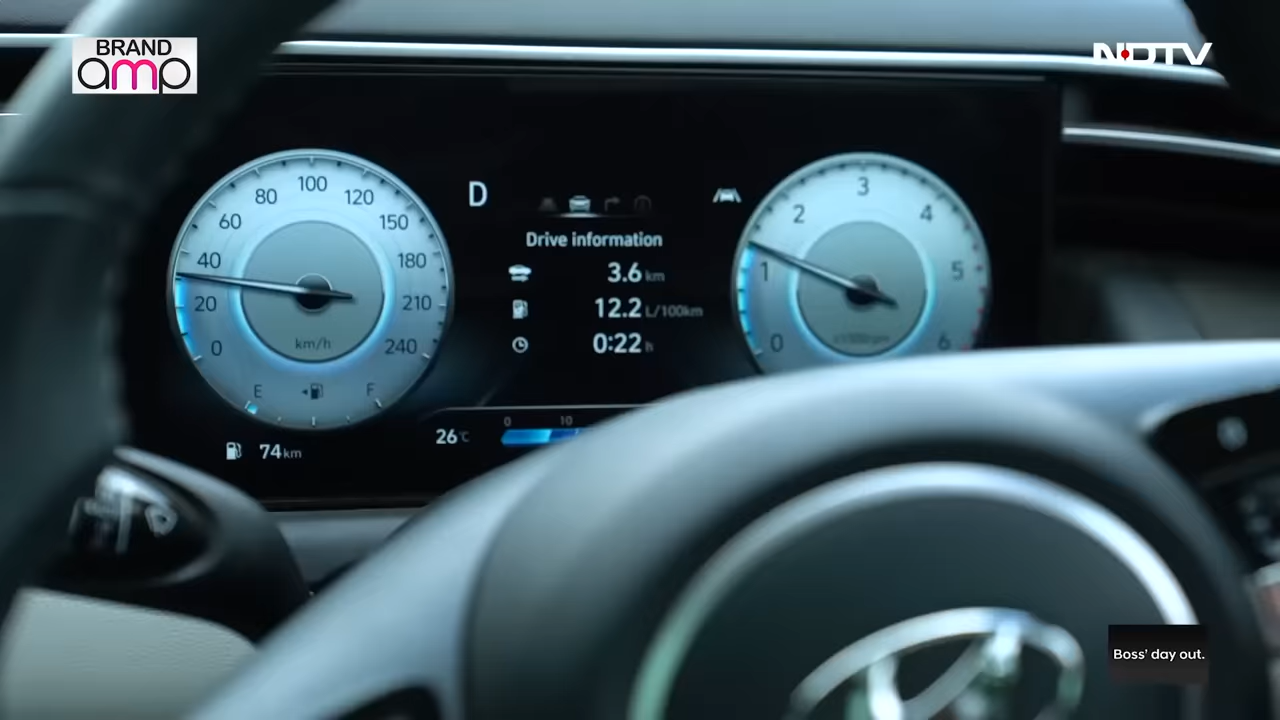 BRAND
amp
NDTV
0
20
40
60
80
100
120
150
180
210
240
km/h
E
F
74 km
D
Drive information
3.6 km
12.2 L/100km
0:22 h
26 °C
0
10
0
1
2
3
4
5
6
Boss' day out.